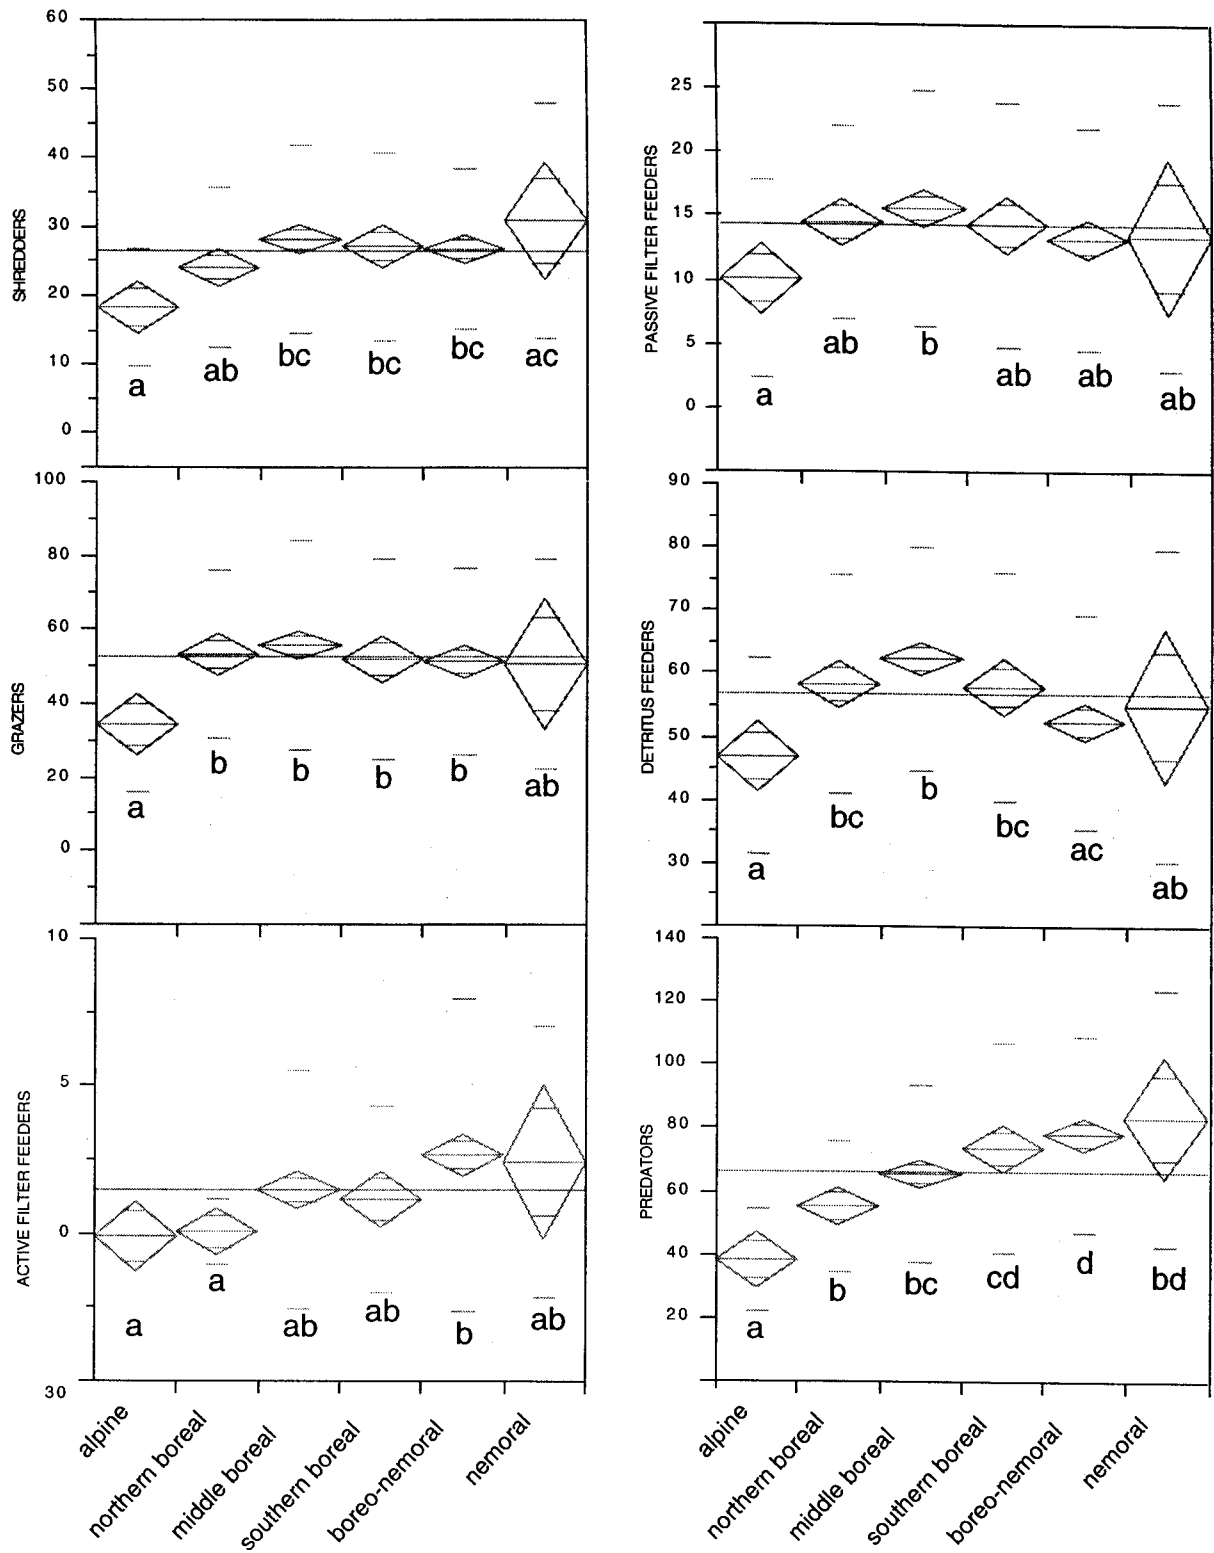 60
50
40
30
20
10
0
SHREDDERS
a
ab
bc
bc
bc
ac
25
20
15
10
5
0
PASSIVE FILTER FEEDERS
a
ab
b
ab
ab
ab
100
80
60
40
20
0
GRAZERS
a
b
b
b
b
ab
90
80
70
60
50
40
30
DETRITUS FEEDERS
a
bc
b
bc
ac
ab
10
5
0
30
ACTIVE FILTER FEEDERS
a
a
ab
ab
b
ab
140
120
100
80
60
40
20
PREDATORS
a
b
bc
cd
d
bd
alpine
northern boreal
middle boreal
southern boreal
boreo-nemoral
nemoral
alpine
northern boreal
middle boreal
southern boreal
boreo-nemoral
nemoral